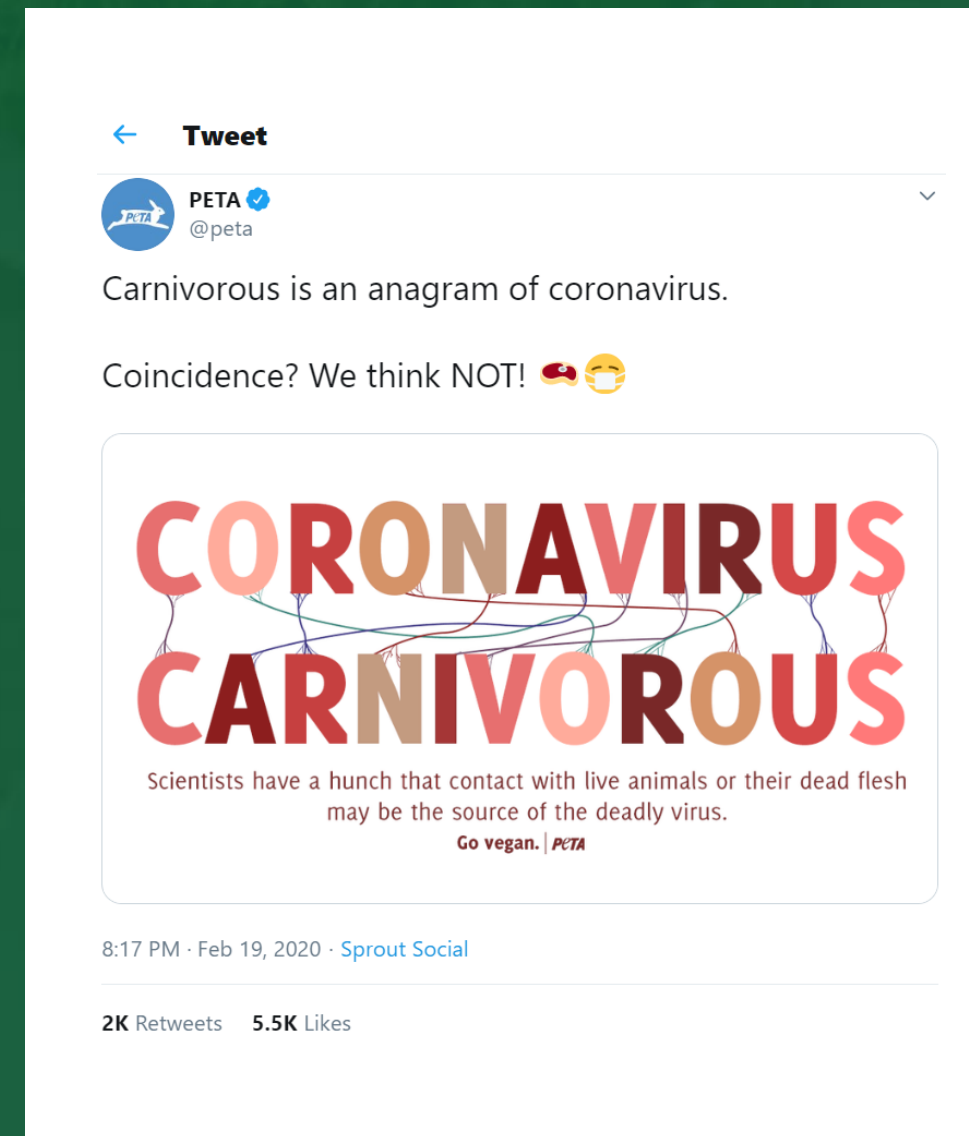 ← Tweet
PETA
PETA
@peta
Carnivorous is an anagram of coronavirus.
Coincidence? We think NOT! 🥩😷
CORONAVIRUS
CARNIVOROUS
Scientists have a hunch that contact with live animals or their dead flesh
may be the source of the deadly virus.
Go vegan. | PETA
8:17 PM · Feb 19, 2020 · Sprout Social
2K Retweets 5.5K Likes